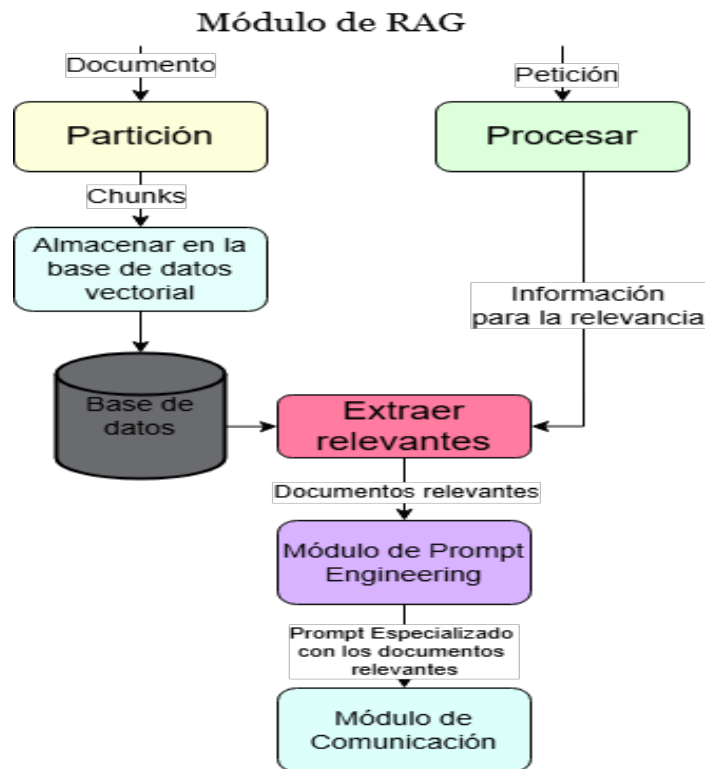 Módulo de RAG
Documento
Petición
Partición
Procesar
Chunks
Almacenar en la
base de datos
vectorial
Información
para la relevancia
Base de
datos
Extraer
relevantes
Documentos relevantes
Módulo de Prompt
Engineering
Prompt Especializado
con los documentos
relevantes
Módulo de
Comunicación